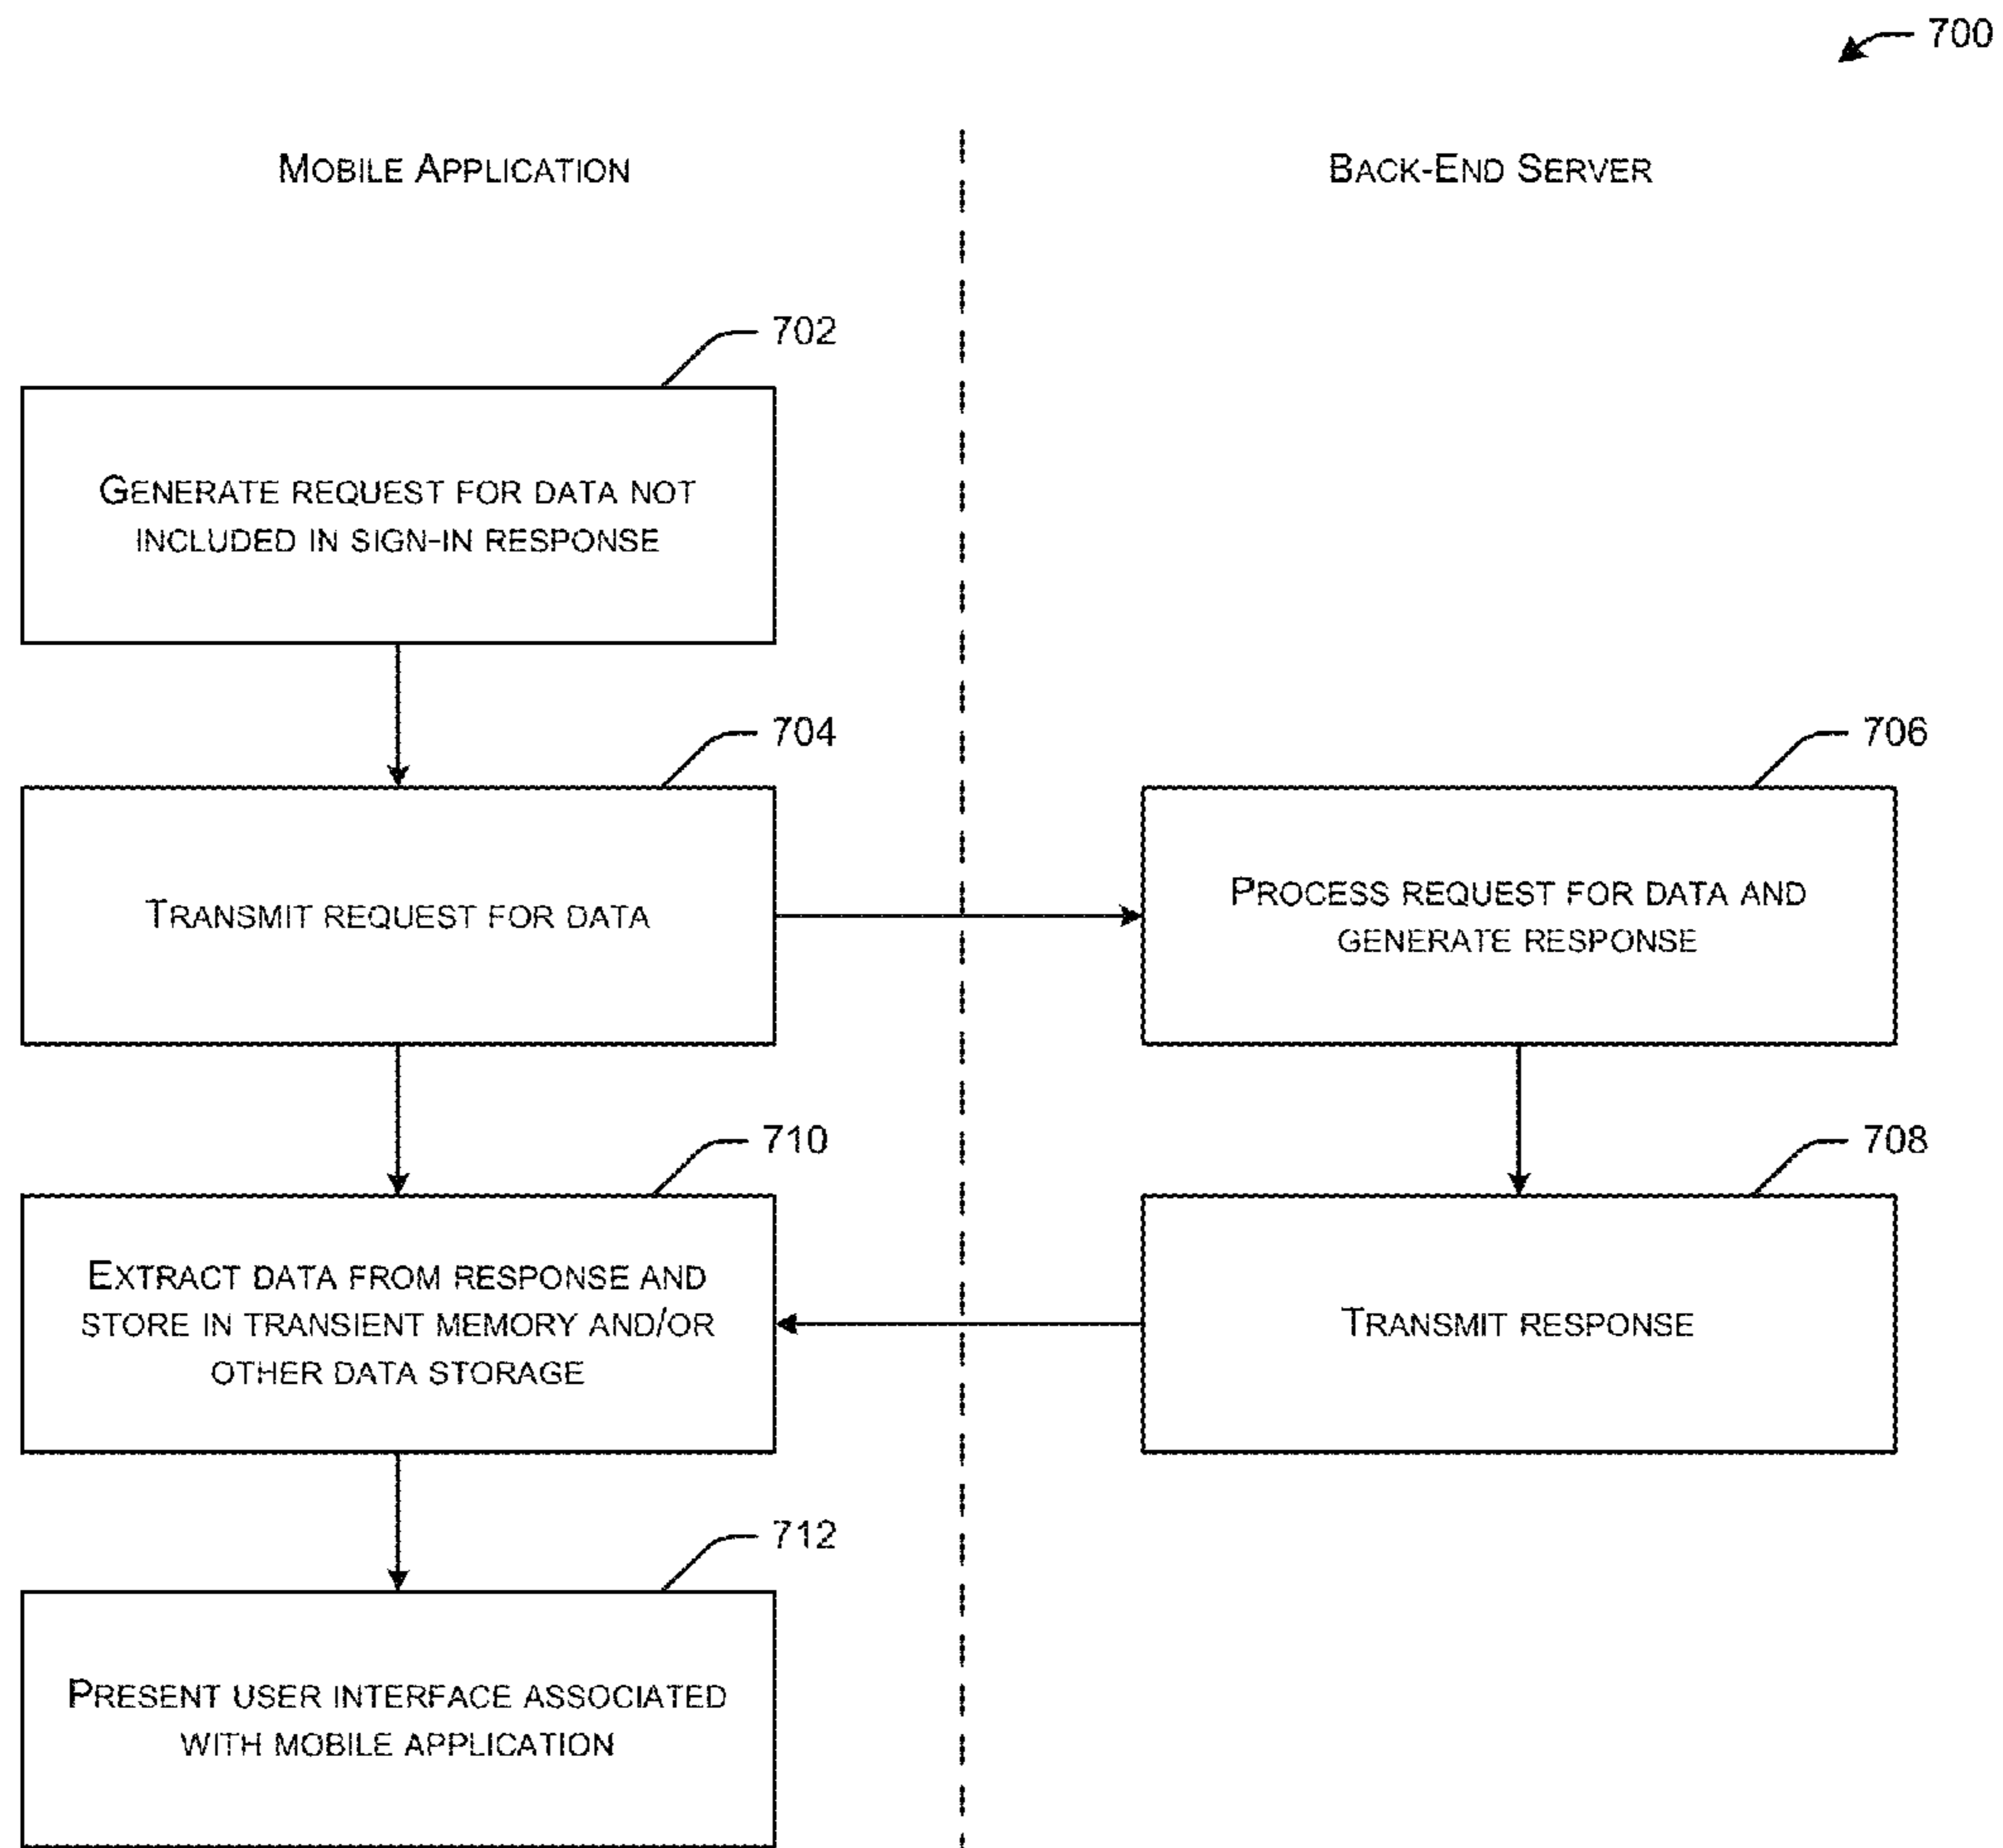 700
MOBILE APPLICATION
BACK-END SERVER
702
GENERATE REQUEST FOR DATA NOT
INCLUDED IN SIGN-IN RESPONSE
704
TRANSMIT REQUEST FOR DATA
706
PROCESS REQUEST FOR DATA AND
GENERATE RESPONSE
708
TRANSMIT RESPONSE
710
EXTRACT DATA FROM RESPONSE AND
STORE IN TRANSIENT MEMORY AND/OR
OTHER DATA STORAGE
712
PRESENT USER INTERFACE ASSOCIATED
WITH MOBILE APPLICATION